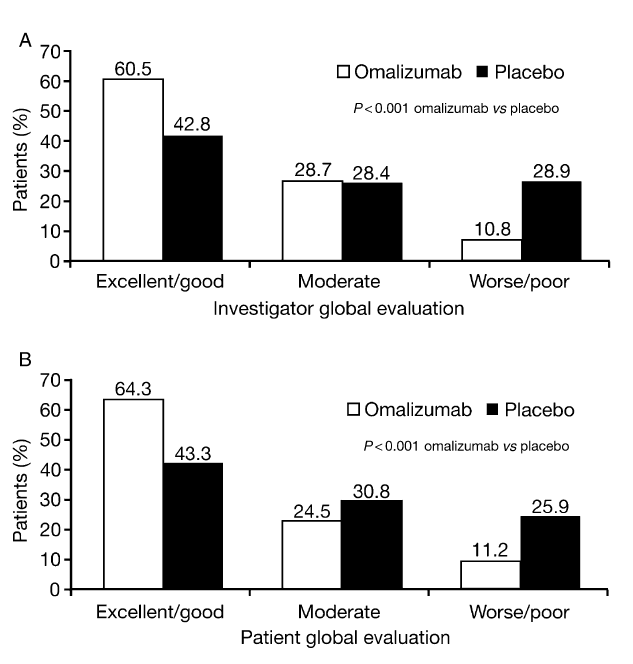 A
70
60
50
40
30
20
10
0
Patients (%)
60.5
42.8
28.7
28.4
10.8
28.9
Omalizumab Placebo
P < 0.001 omalizumab vs placebo
Excellent/good Moderate Worse/poor
Investigator global evaluation
B
70
60
50
40
30
20
10
0
Patients (%)
64.3
43.3
24.5
30.8
11.2
25.9
Omalizumab Placebo
P < 0.001 omalizumab vs placebo
Excellent/good Moderate Worse/poor
Patient global evaluation